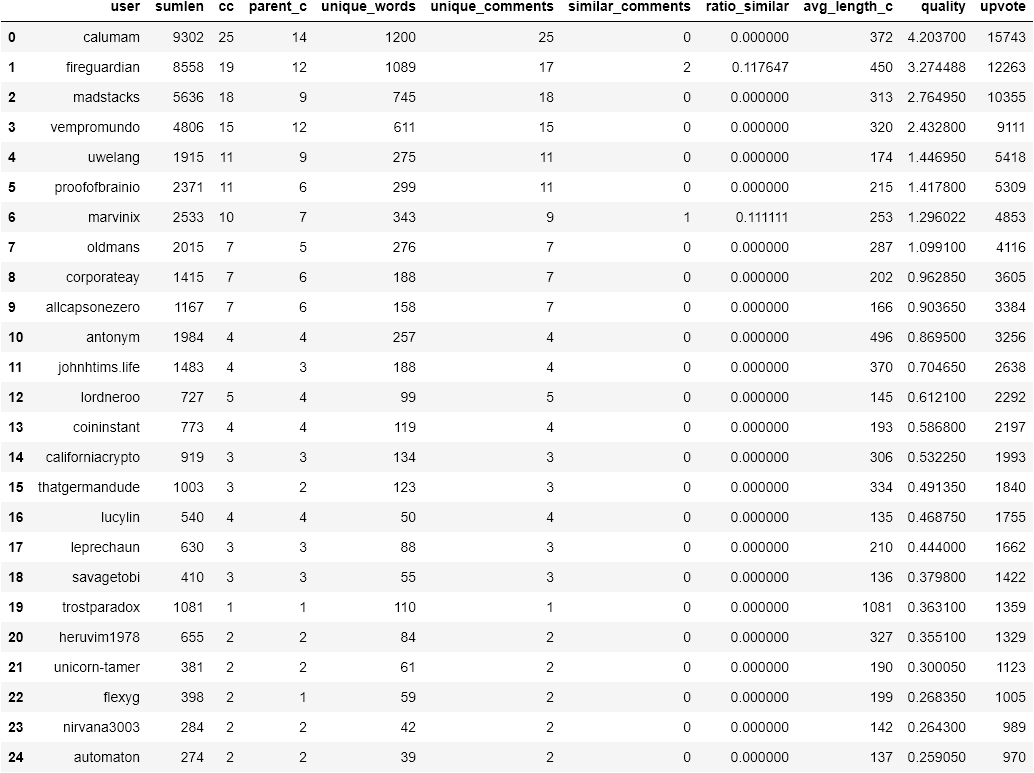 user sumlen cc parent_c unique_words unique_comments similar_comments ratio_similar avg_length_c quality upvote
0 calumam 9302 25 14 1200 25 0 0.000000 372 4.203700 15743
1 fireguardian 8558 19 12 1089 17 2 0.117647 450 3.274488 12263
2 madstacks 5636 18 9 745 18 0 0.000000 313 2.764950 10355
3 vempromundo 4806 15 12 611 15 0 0.000000 320 2.432800 9111
4 uwelang 1915 11 9 275 11 0 0.000000 174 1.446950 5418
5 proofofbrainio 2371 11 6 299 11 0 0.000000 215 1.417800 5309
6 marvinix 2533 10 7 343 9 1 0.111111 253 1.296022 4853
7 oldmans 2015 7 5 276 7 0 0.000000 287 1.099100 4116
8 corporateay 1415 7 6 188 7 0 0.000000 202 0.962850 3605
9 allcapsonezero 1167 7 6 158 7 0 0.000000 166 0.903650 3384
10 antonym 1984 4 4 257 4 0 0.000000 496 0.869500 3256
11 johnhtims.life 1483 4 3 188 4 0 0.000000 370 0.704650 2638
12 lordneroo 727 5 4 99 5 0 0.000000 145 0.612100 2292
13 coininstant 773 4 4 119 4 0 0.000000 193 0.586800 2197
14 californiacrypto 919 3 3 134 3 0 0.000000 306 0.532250 1993
15 thatgermandude 1003 3 2 123 3 0 0.000000 334 0.491350 1840
16 lucylin 540 4 4 50 4 0 0.000000 135 0.468750 1755
17 leprechaun 630 3 3 88 3 0 0.000000 210 0.444000 1662
18 savagetobi 410 3 3 55 3 0 0.000000 136 0.379800 1422
19 trostparadox 1081 1 1 110 1 0 0.000000 1081 0.363100 1359
20 heruvim1978 655 2 2 84 2 0 0.000000 327 0.355100 1329
21 unicorn-tamer 381 2 2 61 2 0 0.000000 190 0.300050 1123
22 flexyg 398 2 1 59 2 0 0.000000 199 0.268350 1005
23 nirvana3003 284 2 2 42 2 0 0.000000 142 0.264300 989
24 automaton 274 2 2 39 2 0 0.000000 137 0.259050 970